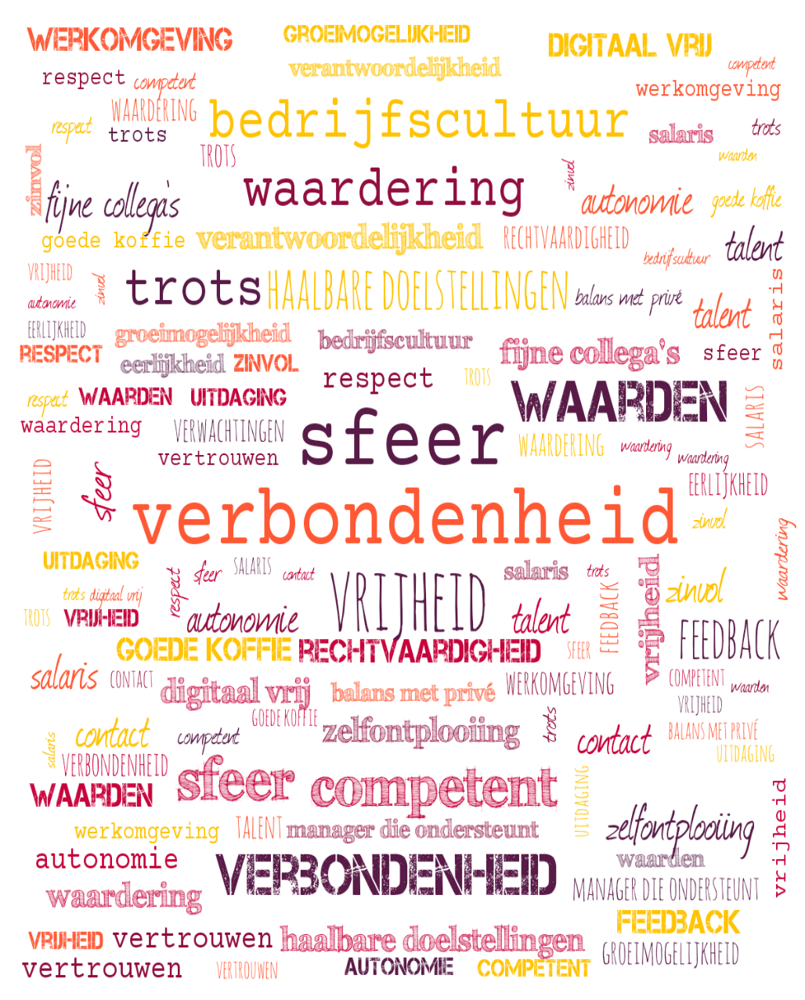 WERKOMGEVING
GROEIMOGELIJKHEID
DIGITAAL VRIJ
verantwoordelijkheid
competent
respect
competent
werkomgeving
WAARDERING
bedrijfscultuur
respect
trots
salaris
trots
zinvol
TROTS
waarden
zinvol
waardering
fijne collega's
autonomie
goede koffie
goede koffie
verantwoordelijkheid
RECHTVAARDIGHEID
talent
bedrijfscultuur
VRIJHEID
zinvol
trots
HAALBARE DOELSTELLINGEN
balans met privé
autonomie
talent
salaris
EERLIJKHEID
groeimogelijkheid
bedrijfscultuur
fijne collega's
sfeer
RESPECT
eerlijkheid
ZINVOL
respect
TROTS
respect
WAARDEN
UITDAGING
WAARDEN
SALARIS
waardering
VERWACHTINGEN
sfeer
WAARDERING
waardering
waardering
vertrouwen
VRIJHEID
sfeer
EERLIJKHEID
verbondenheid
zinvol
waardering
UITDAGING
respect
sfeer
SALARIS
contact
VRIJHEID
salaris
trots
vrijheid
zinvol
trots
digitaal vrij
FEEDBACK
TROTS
VRIJHEID
autonomie
talent
FEEDBACK
GOEDE KOFFIE
RECHTVAARDIGHEID
SFEER
salaris
CONTACT
digitaal vrij
balans met privé
WERKOMGEVING
COMPETENT
waarden
VRIJHEID
GOEDE KOFFIE
contact
competent
zelfontplooiing
trots
contact
BALANS MET PRIVÉ
salaris
VERBONDENHEID
UITDAGING
UITDAGING
WAARDEN
sfeer
competent
vrijheid
werkomgeving
TALENT
manager die ondersteunt
zelfontplooiing
autonomie
VERBONDENHEID
waarden
waardering
MANAGER DIE ONDERSTEUNT
FEEDBACK
VRIJHEID
vertrouwen
haalbare doelstellingen
GROEIMOGELIJKHEID
vertrouwen
VERTROUWEN
AUTONOMIE
COMPETENT